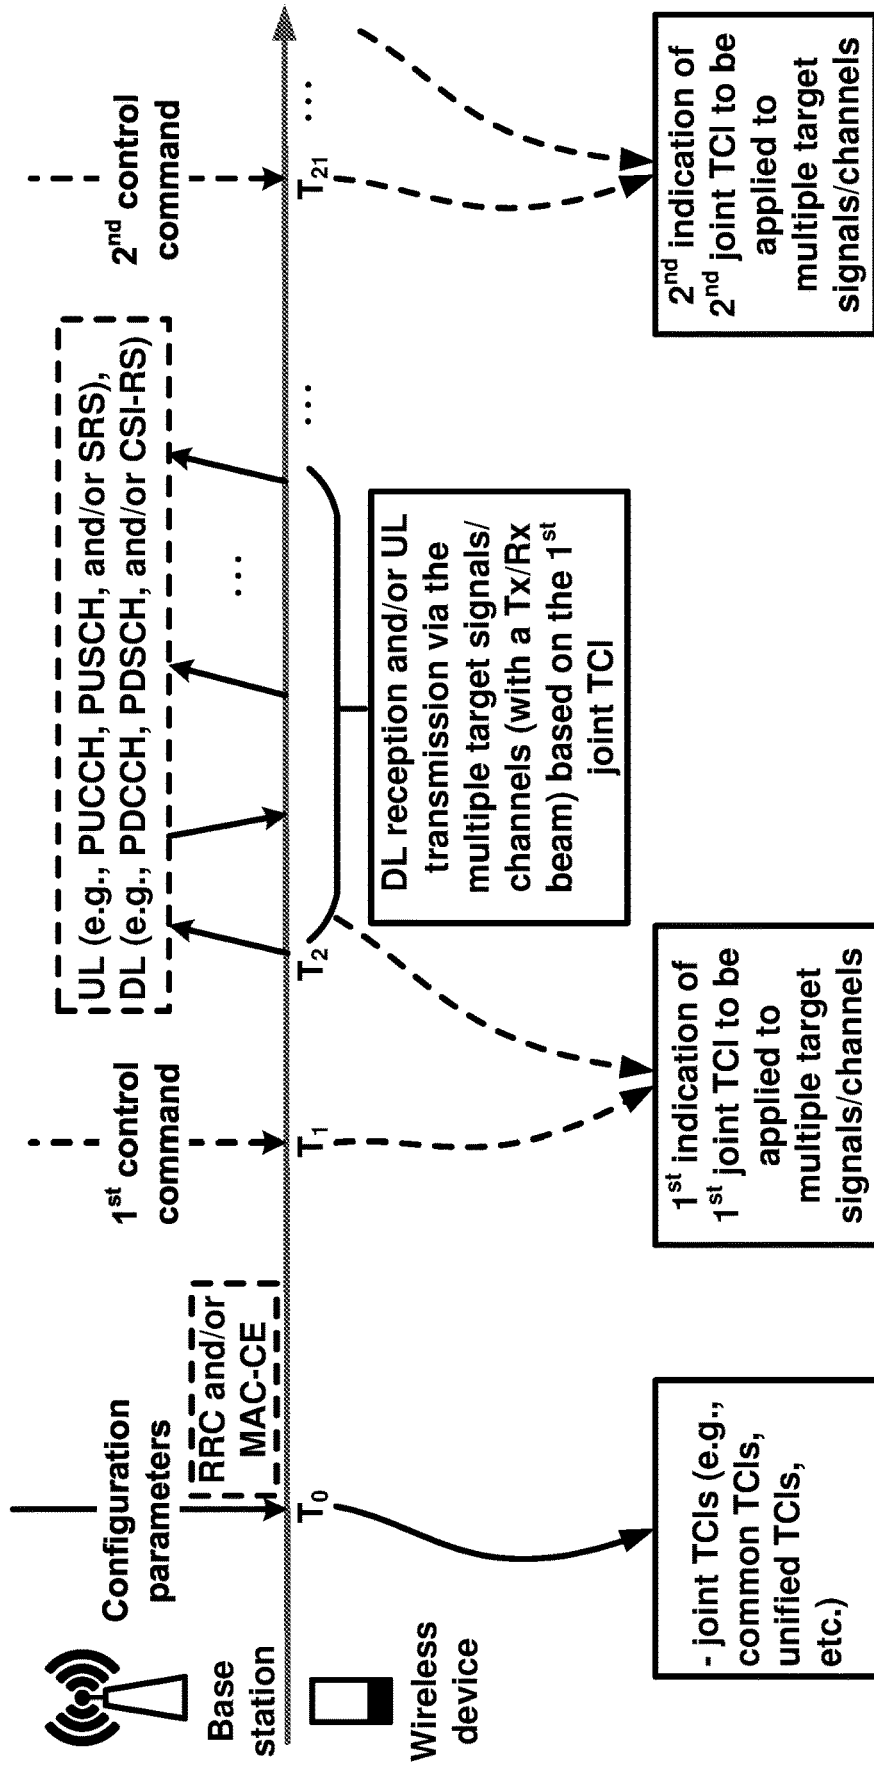 Base
station
Wireless
device
Configuration
parameters
RRC and/or
MAC-CE
T0
- joint TCIs (e.g.,
common TCIs,
unified TCIs,
etc.)
1st control
command
T1
1st indication of
1st joint TCI to be
applied to
multiple target
signals/channels
UL (e.g., PUCCH, PUSCH, and/or SRS),
DL (e.g., PDCCH, PDSCH, and/or CSI-RS)
...
T2
...
DL reception and/or UL
transmission via the
multiple target signals/
channels (with a Tx/Rx
beam) based on the 1st
joint TCI
2nd control
command
T21
...
2nd indication of
2nd joint TCI to be
applied to
multiple target
signals/channels